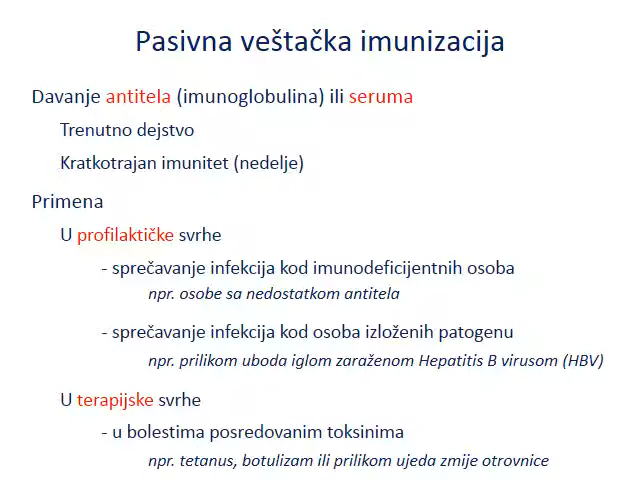 Pasivna veštačka imunizacija
Davanje antitela (imunoglobulina) ili seruma
Trenutno dejstvo
Kratkotrajan imunitet (nedelje)
Primena
U profilaktičke svrhe
- sprečavanje infekcija kod imunodeficijentnih osoba
npr. osobe sa nedostatkom antitela
- sprečavanje infekcija kod osoba izloženih patogenu
npr. prilikom uboda iglom zaraženom Hepatitis B virusom (HBV)
U terapijske svrhe
- u bolestima posredovanim toksinima
npr. tetanus, botulizam ili prilikom ujeda zmije otrovnice